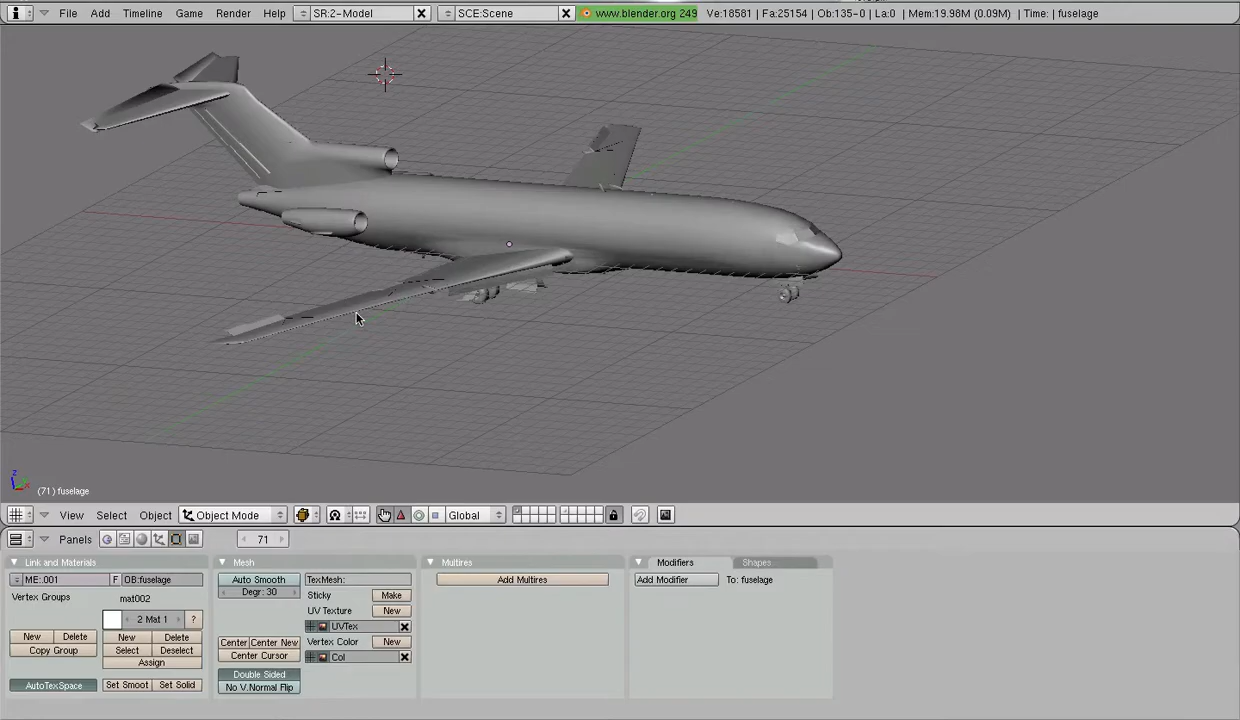 File Add Timeline Game Render Help SR:2-Model SCE:Scene www.blender.org 249 Ve:18581 | Fa:25154 | Ob:135-0 | La:0 | Mem:19.98M (0.09M) | Time: | fuselage
z
(71) fuselage
View Select Object Object Mode Global
Panels 71
Link and Materials Mesh Multires Modifiers Shapes
ME:.001 F OB:fuselage Auto Smooth TexMesh: Add Multires Add Modifier To: fuselage
Degr: 30 Sticky Make
Vertex Groups mat002
UV Texture New
2 Mat 1 ? UVTex
New Delete New Delete Center Center New Vertex Color New
Copy Group Select Deselect Center Cursor Col
Assign
Double Sided
AutoTexSpace Set Smoot Set Solid No V.Normal Flip